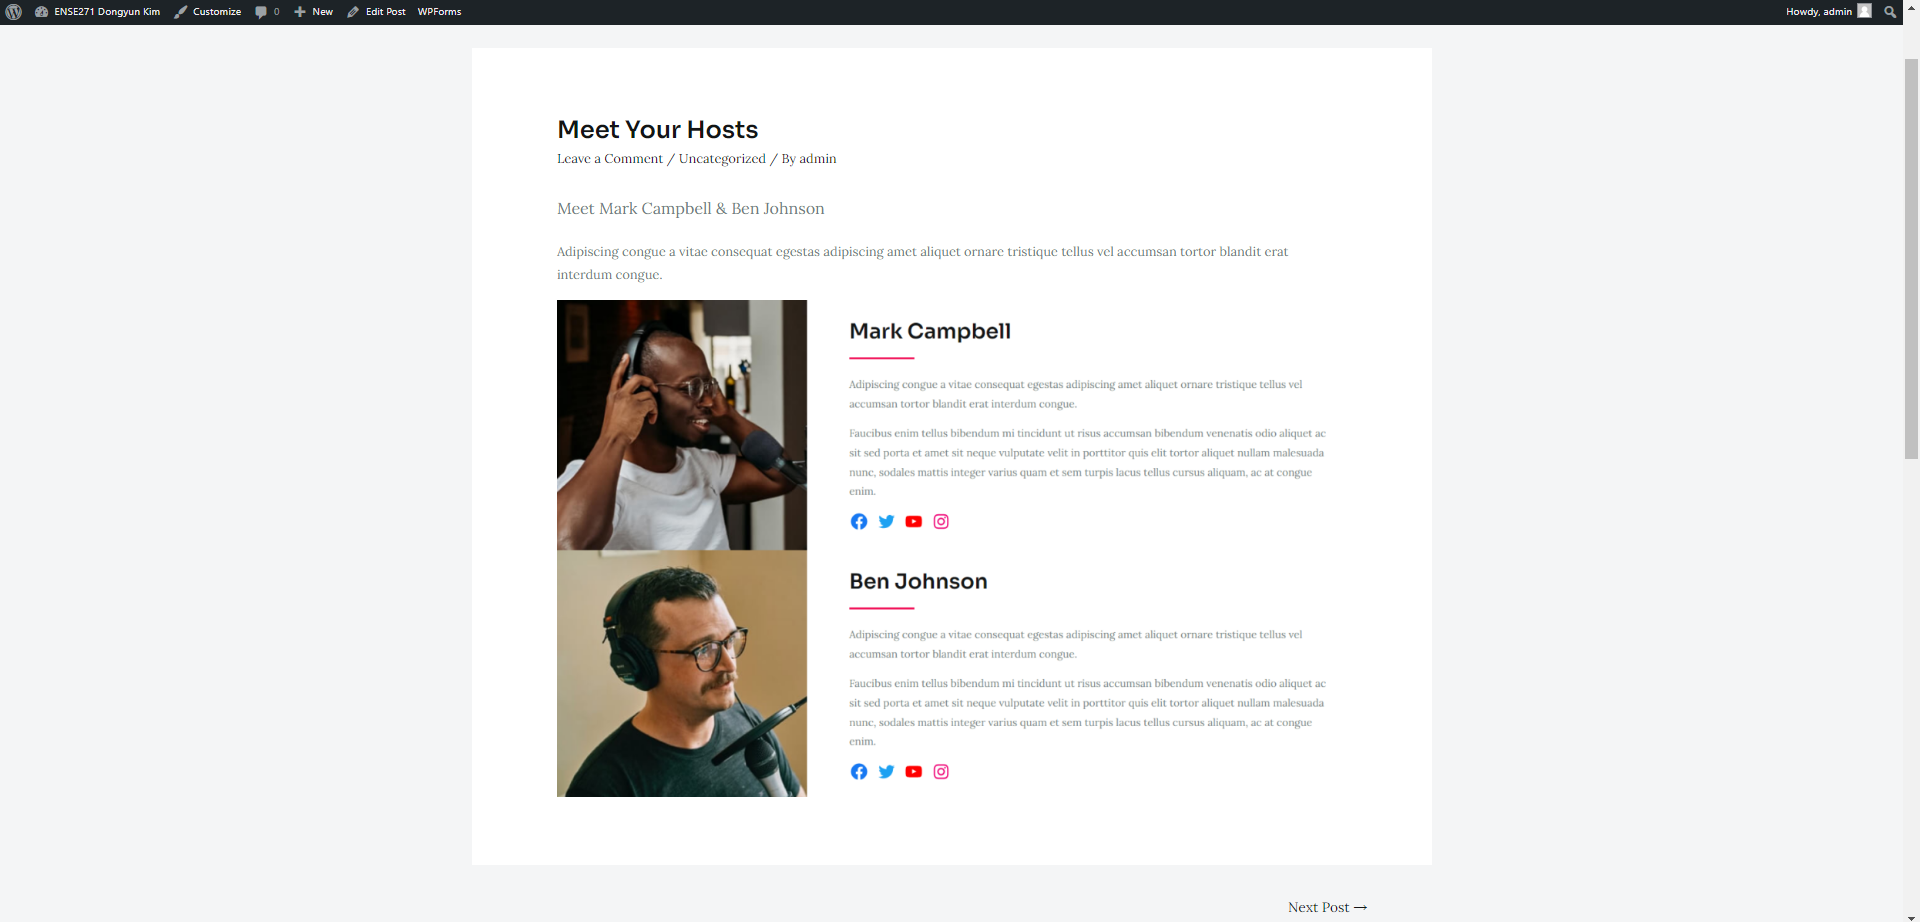 ENSE271 Dongyun Kim Customize 0 New Edit Post WPForms Howdy, admin
Meet Your Hosts
Leave a Comment / Uncategorized / By admin
Meet Mark Campbell & Ben Johnson
Adipiscing congue a vitae consequat egestas adipiscing amet aliquet ornare tristique tellus vel accumsan tortor blandit erat
interdum congue.
Mark Campbell
Adipiscing congue a vitae consequat egestas adipiscing amet aliquet ornare tristique tellus vel
accumsan tortor blandit erat interdum congue.
Faucibus enim tellus bibendum mi tincidunt ut risus accumsan bibendum venenatis odio aliquet ac
sit sed porta et amet sit neque vulputate velit in porttitor quis elit tortor aliquet nullam malesuada
nunc, sodales mattis integer varius quam et sem turpis lacus tellus cursus aliquam, ac at congue
enim.
Ben Johnson
Adipiscing congue a vitae consequat egestas adipiscing amet aliquet ornare tristique tellus vel
accumsan tortor blandit erat interdum congue.
Faucibus enim tellus bibendum mi tincidunt ut risus accumsan bibendum venenatis odio aliquet ac
sit sed porta et amet sit neque vulputate velit in porttitor quis elit tortor aliquet nullam malesuada
nunc, sodales mattis integer varius quam et sem turpis lacus tellus cursus aliquam, ac at congue
enim.
Next Post →